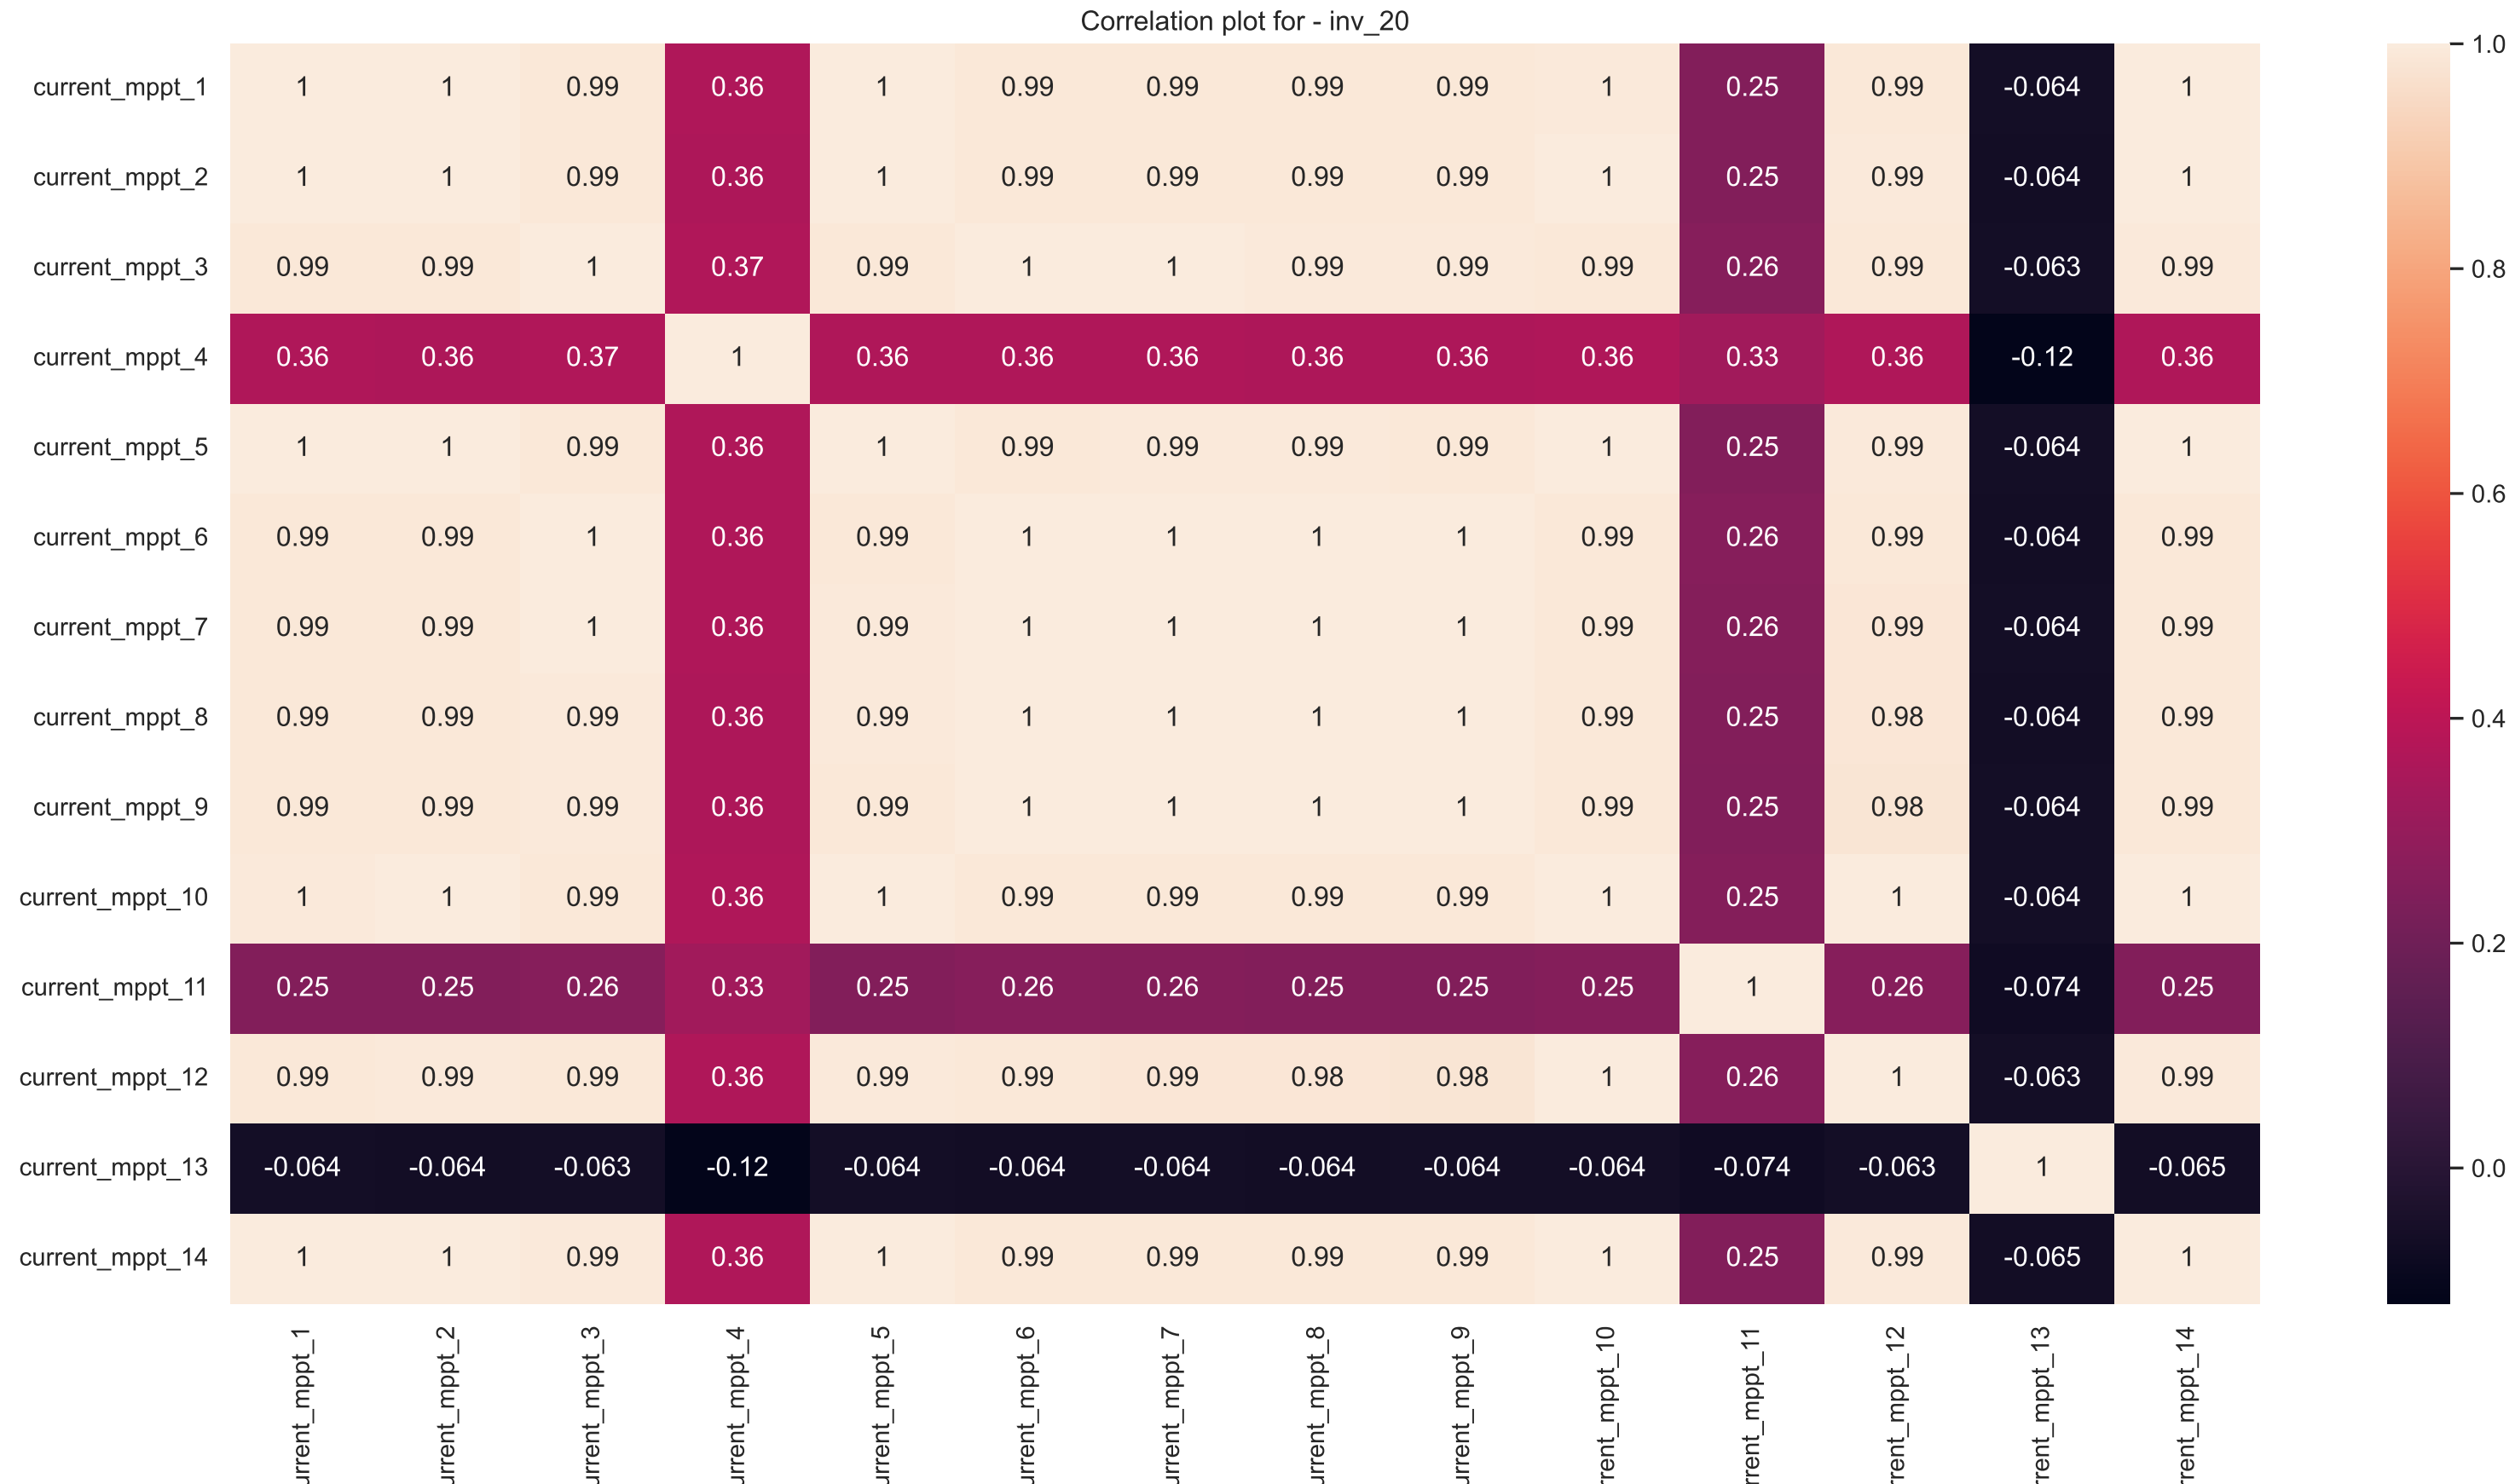 Correlation plot for - inv_20
current_mppt_1 1 1 0.99 0.36 1 0.99 0.99 0.99 0.99 1 0.25 0.99 -0.064 1
current_mppt_2 1 1 0.99 0.36 1 0.99 0.99 0.99 0.99 1 0.25 0.99 -0.064 1
current_mppt_3 0.99 0.99 1 0.37 0.99 1 1 0.99 0.99 0.99 0.26 0.99 -0.063 0.99
current_mppt_4 0.36 0.36 0.37 1 0.36 0.36 0.36 0.36 0.36 0.36 0.33 0.36 -0.12 0.36
current_mppt_5 1 1 0.99 0.36 1 0.99 0.99 0.99 0.99 1 0.25 0.99 -0.064 1
current_mppt_6 0.99 0.99 1 0.36 0.99 1 1 1 1 0.99 0.26 0.99 -0.064 0.99
current_mppt_7 0.99 0.99 1 0.36 0.99 1 1 1 1 0.99 0.26 0.99 -0.064 0.99
current_mppt_8 0.99 0.99 0.99 0.36 0.99 1 1 1 1 0.99 0.25 0.98 -0.064 0.99
current_mppt_9 0.99 0.99 0.99 0.36 0.99 1 1 1 1 0.99 0.25 0.98 -0.064 0.99
current_mppt_10 1 1 0.99 0.36 1 0.99 0.99 0.99 0.99 1 0.25 1 -0.064 1
current_mppt_11 0.25 0.25 0.26 0.33 0.25 0.26 0.26 0.25 0.25 0.25 1 0.26 -0.074 0.25
current_mppt_12 0.99 0.99 0.99 0.36 0.99 0.99 0.99 0.98 0.98 1 0.26 1 -0.063 0.99
current_mppt_13 -0.064 -0.064 -0.063 -0.12 -0.064 -0.064 -0.064 -0.064 -0.064 -0.064 -0.074 -0.063 1 -0.065
current_mppt_14 1 1 0.99 0.36 1 0.99 0.99 0.99 0.99 1 0.25 0.99 -0.065 1
urrent_mppt_1
urrent_mppt_2
urrent_mppt_3
urrent_mppt_4
urrent_mppt_5
urrent_mppt_6
urrent_mppt_7
urrent_mppt_8
urrent_mppt_9
rrent_mppt_10
rrent_mppt_11
rrent_mppt_12
rrent_mppt_13
rrent_mppt_14
1.0
0.8
0.6
0.4
0.2
0.0